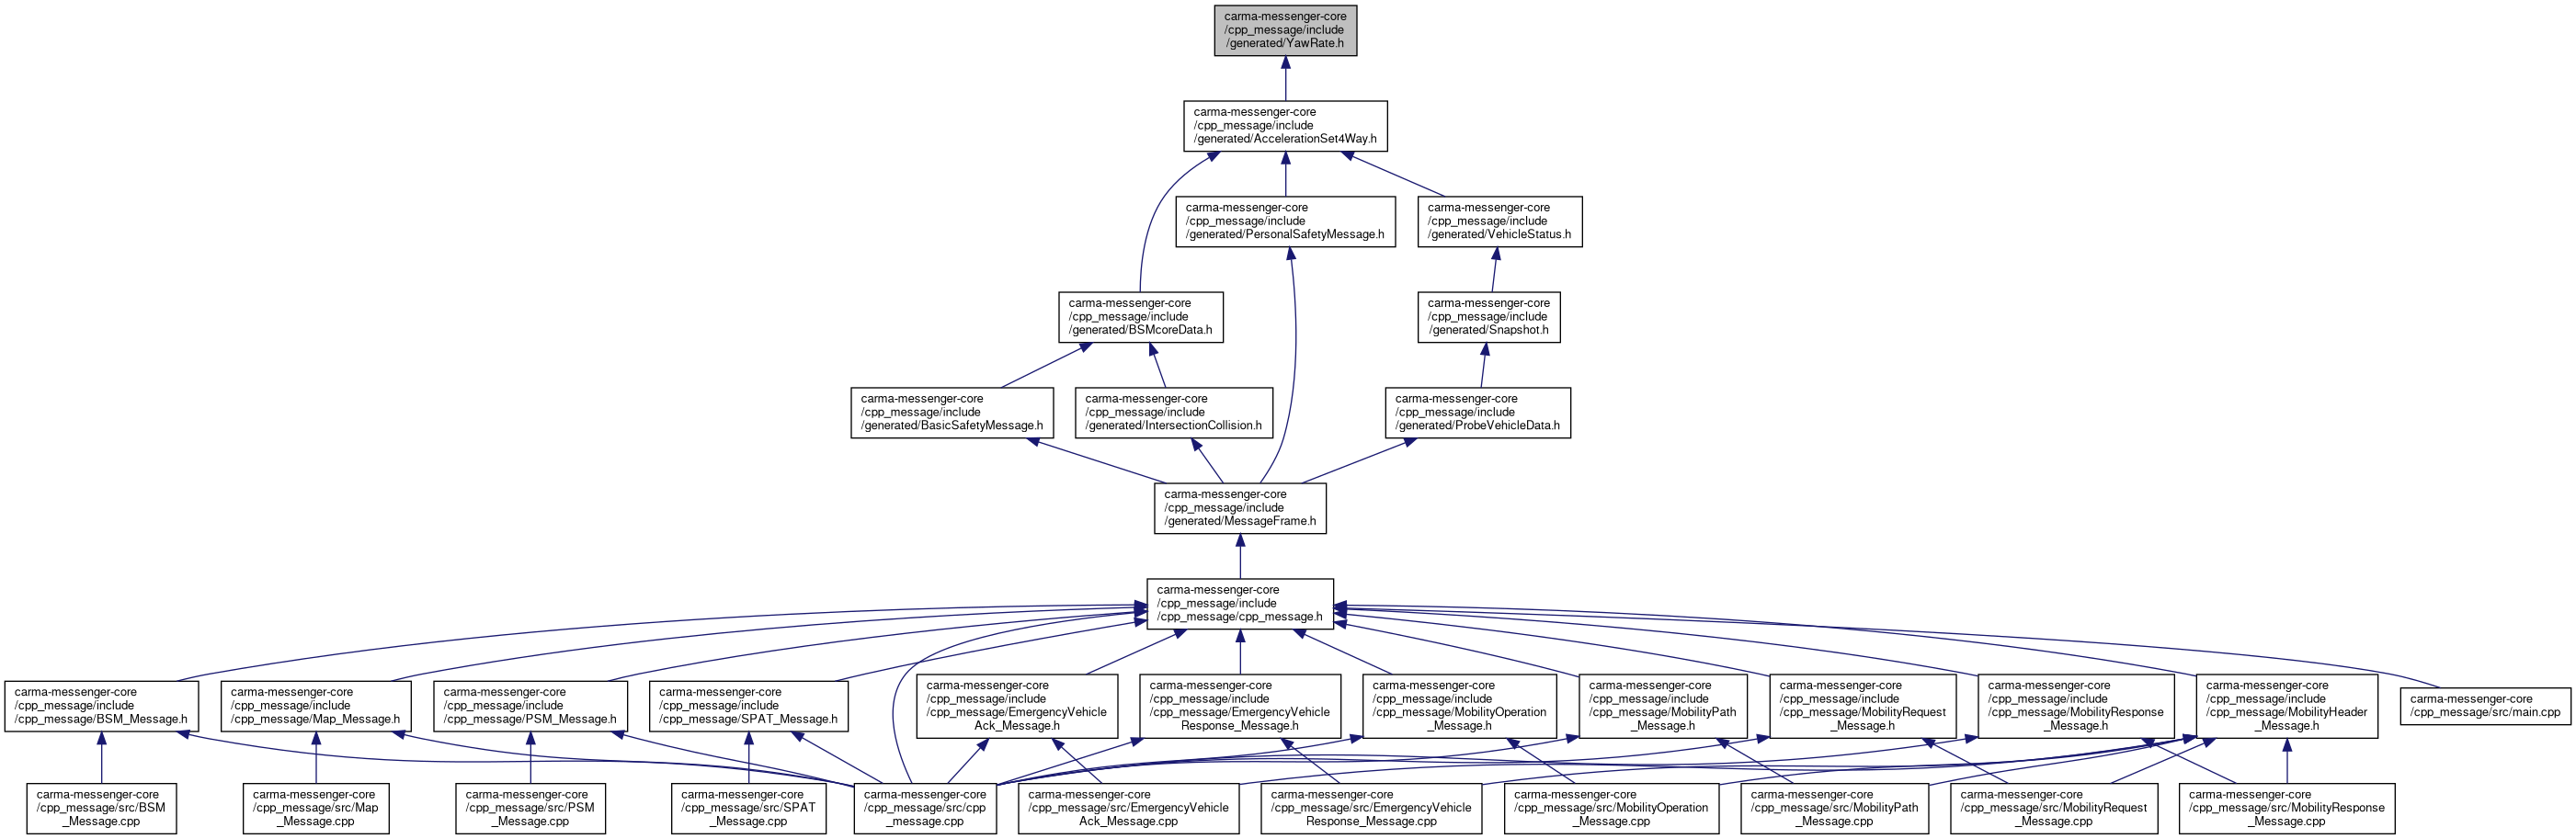 carma-messenger-core
/cpp_message/include
/generated/YawRate.h
carma-messenger-core
/cpp_message/include
/generated/AccelerationSet4Way.h
carma-messenger-core
/cpp_message/include
/generated/PersonalSafetyMessage.h
carma-messenger-core
/cpp_message/include
/generated/VehicleStatus.h
carma-messenger-core
/cpp_message/include
/generated/BSMcoreData.h
carma-messenger-core
/cpp_message/include
/generated/Snapshot.h
carma-messenger-core
/cpp_message/include
/generated/BasicSafetyMessage.h
carma-messenger-core
/cpp_message/include
/generated/IntersectionCollision.h
carma-messenger-core
/cpp_message/include
/generated/ProbeVehicleData.h
carma-messenger-core
/cpp_message/include
/generated/MessageFrame.h
carma-messenger-core
/cpp_message/include
/cpp_message/cpp_message.h
carma-messenger-core
/cpp_message/include
/cpp_message/BSM_Message.h
carma-messenger-core
/cpp_message/include
/cpp_message/Map_Message.h
carma-messenger-core
/cpp_message/include
/cpp_message/PSM_Message.h
carma-messenger-core
/cpp_message/include
/cpp_message/SPAT_Message.h
carma-messenger-core
/cpp_message/include
/cpp_message/EmergencyVehicle
Ack_Message.h
carma-messenger-core
/cpp_message/include
/cpp_message/EmergencyVehicle
Response_Message.h
carma-messenger-core
/cpp_message/include
/cpp_message/MobilityOperation
_Message.h
carma-messenger-core
/cpp_message/include
/cpp_message/MobilityPath
_Message.h
carma-messenger-core
/cpp_message/include
/cpp_message/MobilityRequest
_Message.h
carma-messenger-core
/cpp_message/include
/cpp_message/MobilityResponse
_Message.h
carma-messenger-core
/cpp_message/include
/cpp_message/MobilityHeader
_Message.h
carma-messenger-core
/cpp_message/src/main.cpp
carma-messenger-core
/cpp_message/src/BSM
_Message.cpp
carma-messenger-core
/cpp_message/src/Map
_Message.cpp
carma-messenger-core
/cpp_message/src/PSM
_Message.cpp
carma-messenger-core
/cpp_message/src/SPAT
_Message.cpp
carma-messenger-core
/cpp_message/src/cpp
_message.cpp
carma-messenger-core
/cpp_message/src/EmergencyVehicle
Ack_Message.cpp
carma-messenger-core
/cpp_message/src/EmergencyVehicle
Response_Message.cpp
carma-messenger-core
/cpp_message/src/MobilityOperation
_Message.cpp
carma-messenger-core
/cpp_message/src/MobilityPath
_Message.cpp
carma-messenger-core
/cpp_message/src/MobilityRequest
_Message.cpp
carma-messenger-core
/cpp_message/src/MobilityResponse
_Message.cpp